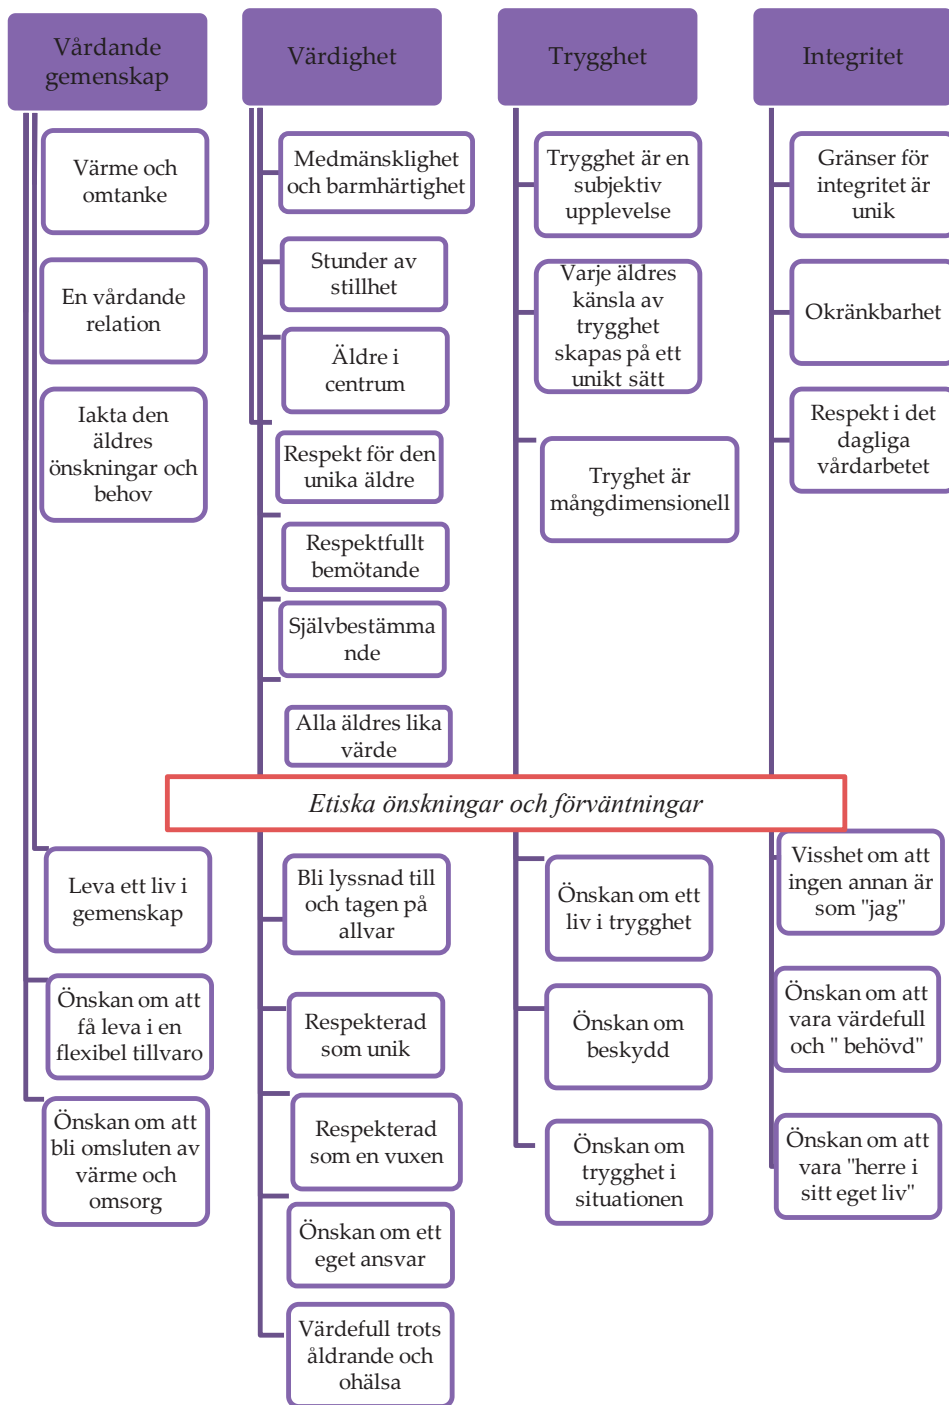 Vårdande
gemenskap
Värme och
omtanke
En vårdande
relation
Iakta den
äldres
önskningar och
behov
Värdighet
Medmänsklighet
och barmhärtighet
Stunder av
stillhet
Äldre i
centrum
Respekt för den
unika äldre
Respektfullt
bemötande
Självbestämma
nde
Alla äldres lika
värde
Trygghet
Trygghet är en
subjektiv
upplevelse
Varje äldres
känsla av
trygghet
skapas på ett
unikt sätt
Tryghet är
mångdimensionell
Integritet
Gränser för
integritet är
unik
Okränkbarhet
Respekt i det
dagliga
vårdarbetet
Etiska önskningar och förväntningar
Leva ett liv i
gemenskap
Önskan om att
få leva i en
flexibel tillvaro
Önskan om att
bli omsluten av
värme och
omsorg
Bli lyssnad till
och tagen på
allvar
Respekterad
som unik
Respekterad
som en vuxen
Önskan om ett
eget ansvar
Värdefull trots
åldrande och
ohälsa
Önskan om ett
liv i trygghet
Önskan om
beskydd
Önskan om
trygghet i
situationen
Visshet om att
ingen annan är
som "jag"
Önskan om att
vara värdefull
och " behövd"
Önskan om att
vara "herre i
sitt eget liv"